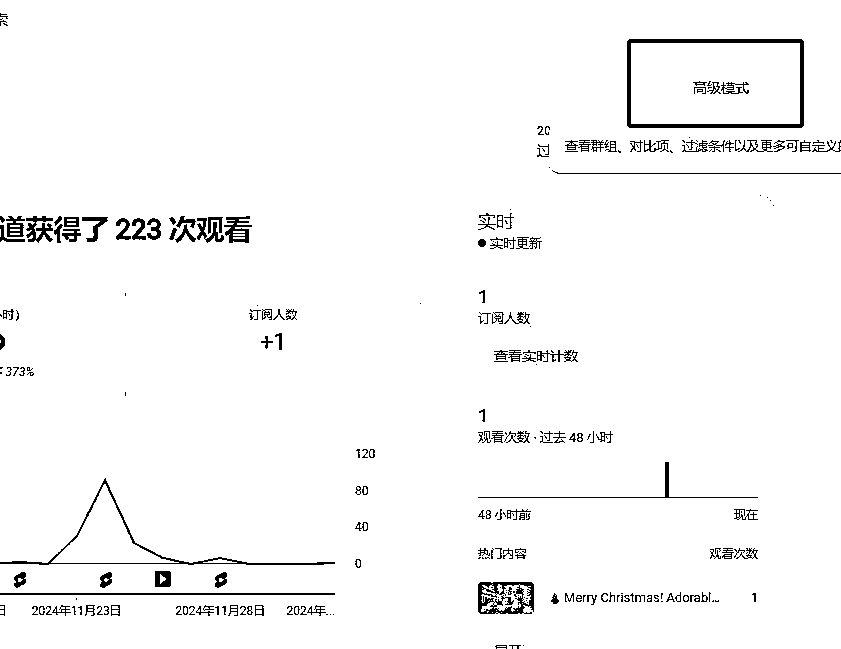 索
高级模式
20
过
查看群组、对比项、过滤条件以及更多可自定义
道获得了 223 次观看
实时
实时更新
时)
订阅人数
+1
373%
1
订阅人数
查看实时计数
1
观看次数 · 过去 48 小时
120
80
40
0
48 小时前
现在
热门内容
观看次数
日
2024年11月23日
2024年11月28日
2024年...
Merry Christmas! Adorabl...
1